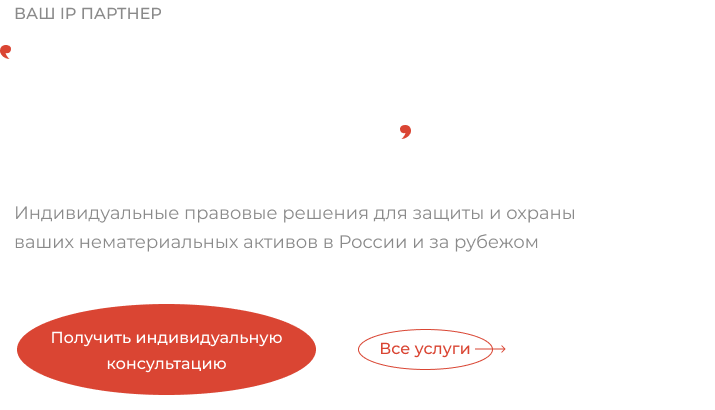 ВАШ IP ПАРТНЕР
Индивидуальные правовые решения для защиты и охраны
ваших нематериальных активов в России и за рубежом
Получить индивидуальную
консультацию
Все услуги